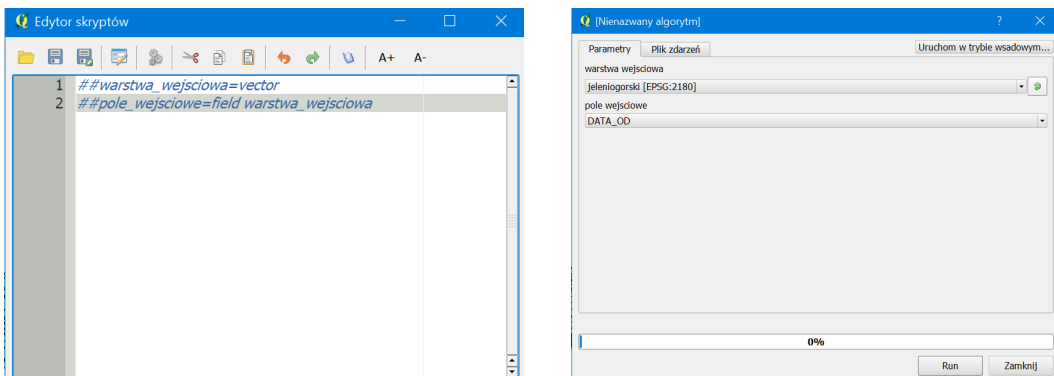 Edytor skryptów
A+ A-
1 ##warstwa_wejsciowa=vector
2 ##pole_wejsciowe=field warstwa_wejsciowa
[Nienazwany algorytm]
?
Parametry Plik zdarzeń Uruchom w trybie wsadowym...
warstwa wejsciowa
jeleniogorski [EPSG:2180]
pole wejsciowe
DATA_OD
0%
Run Zamknij